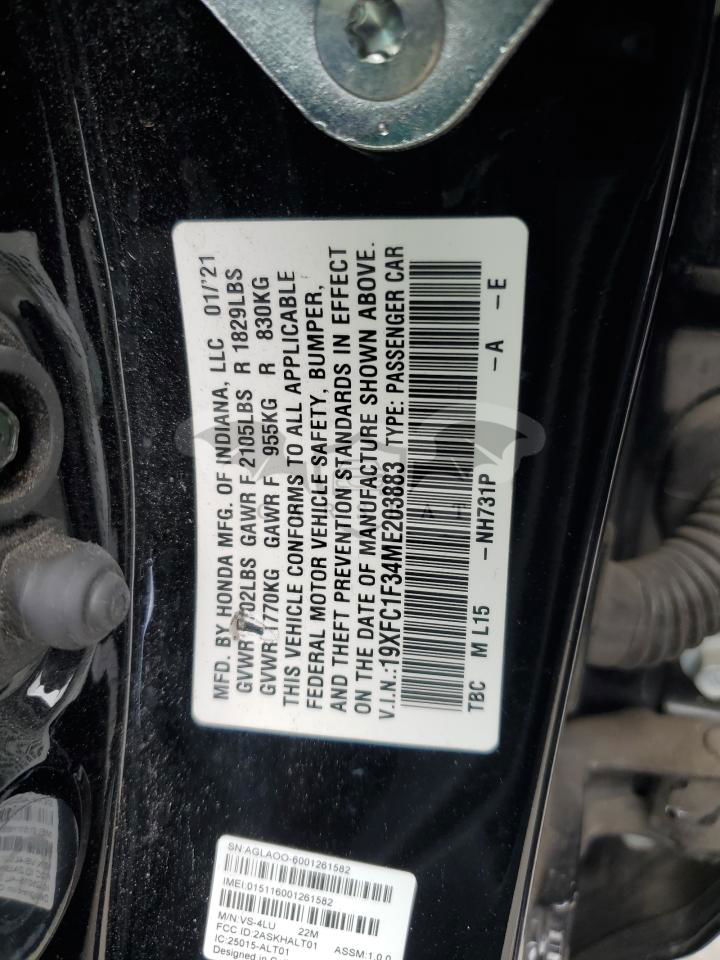 MFD. BY HONDA MFG. OF INDIANA, LLC 01/'21
GVWR 02LBS GAWR F 2105LBS R 1829LBS
GVWR 1770KG GAWR F 955KG R 830KG
THIS VEHICLE CONFORMS TO ALL APPLICABLE
FEDERAL MOTOR VEHICLE SAFETY, BUMPER,
AND THEFT PREVENTION STANDARDS IN EFFECT
ON THE DATE OF MANUFACTURE SHOWN ABOVE.
V.I.N.:19XFC1F34ME203883 TYPE: PASSENGER CAR
TBC M L15 -NH731P -A -E
SN:AGLAOO-6001261582
IMEI:015116001261582
M/N:VS-4LU 22M
FCC ID:2ASKHALT01
IC:25015-ALT01 ASSM:1.0.0
Designed in